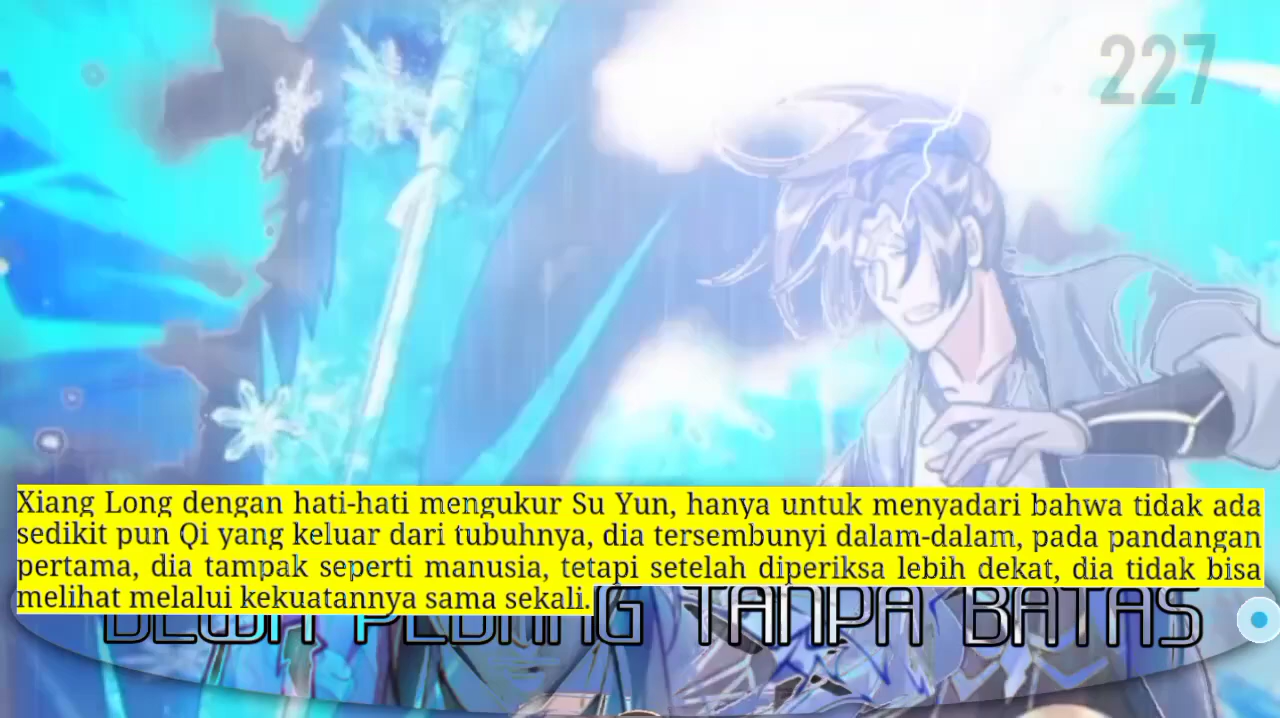 227
Xiang Long dengan hati-hati mengukur Su Yun, hanya untuk menyadari bahwa tidak ada
sedikit pun Qi yang keluar dari tubuhnya, dia tersembunyi dalam-dalam, pada pandangan
pertama, dia tampak seperti manusia, tetapi setelah diperiksa lebih dekat, dia tidak bisa
melihat melalui kekuatannya sama sekali.
DEWA PEDANG TANPA BATAS